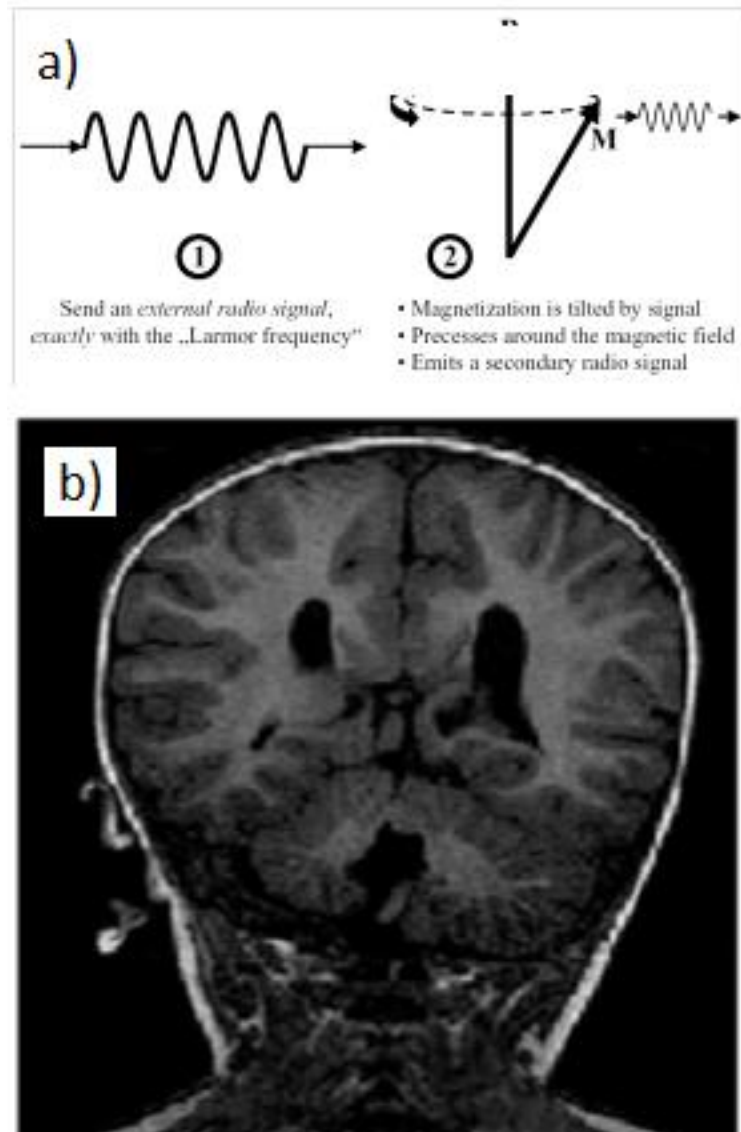 a)
M
1
2
Send an external radio signal,
exactly with the „Larmor frequency“
• Magnetization is tilted by signal
• Precesses around the magnetic field
• Emits a secondary radio signal
b)